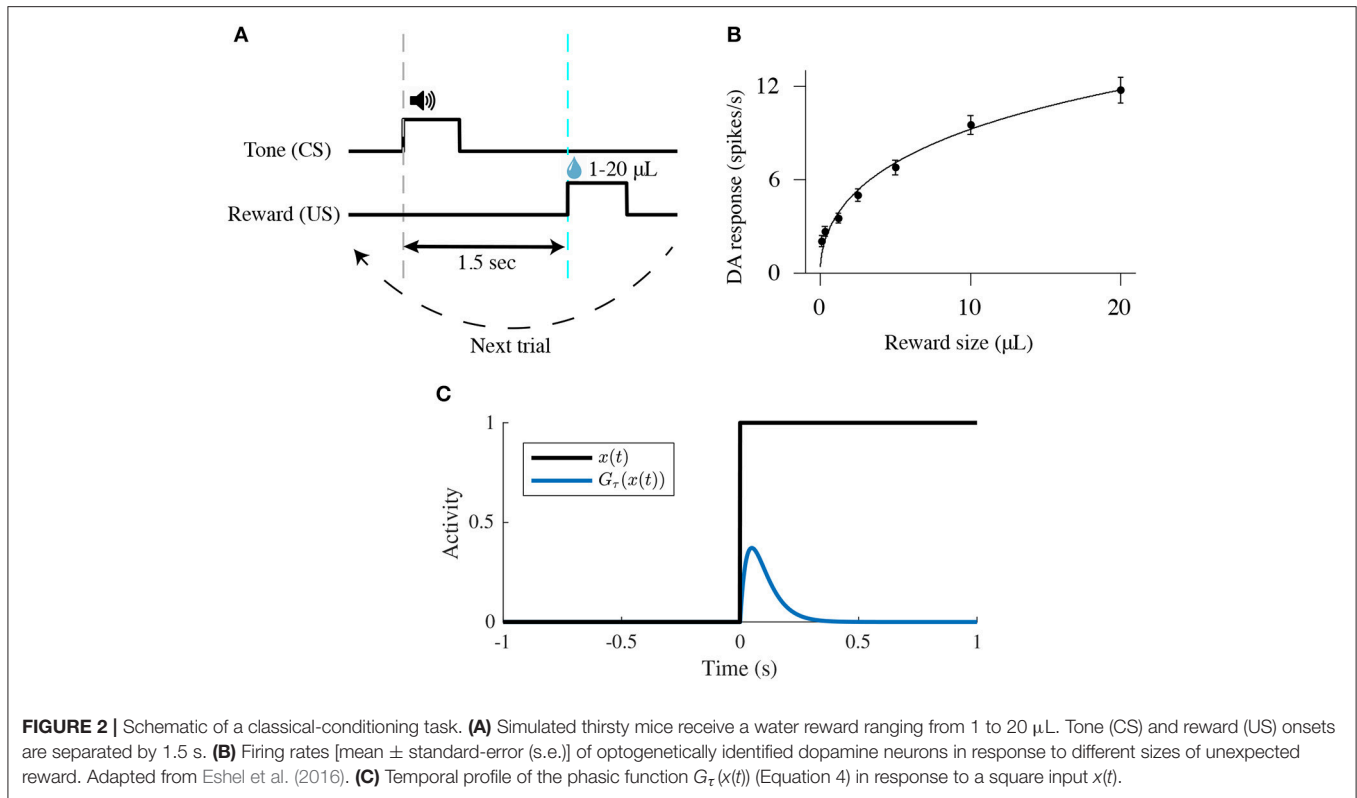 A
Tone (CS)
1-20 μL
Reward (US)
1.5 sec
Next trial
B
DA response (spikes/s)
12
6
0
0 10 20
Reward size (μL)
C
Activity
1
0.5
0
x(t)
G_τ(x(t))
-1 -0.5 0 0.5 1
Time (s)
FIGURE 2 | Schematic of a classical-conditioning task. (A) Simulated thirsty mice receive a water reward ranging from 1 to 20 μL. Tone (CS) and reward (US) onsets
are separated by 1.5 s. (B) Firing rates [mean ± standard-error (s.e.)] of optogenetically identified dopamine neurons in response to different sizes of unexpected
reward. Adapted from Eshel et al. (2016). (C) Temporal profile of the phasic function G_τ(x(t)) (Equation 4) in response to a square input x(t).